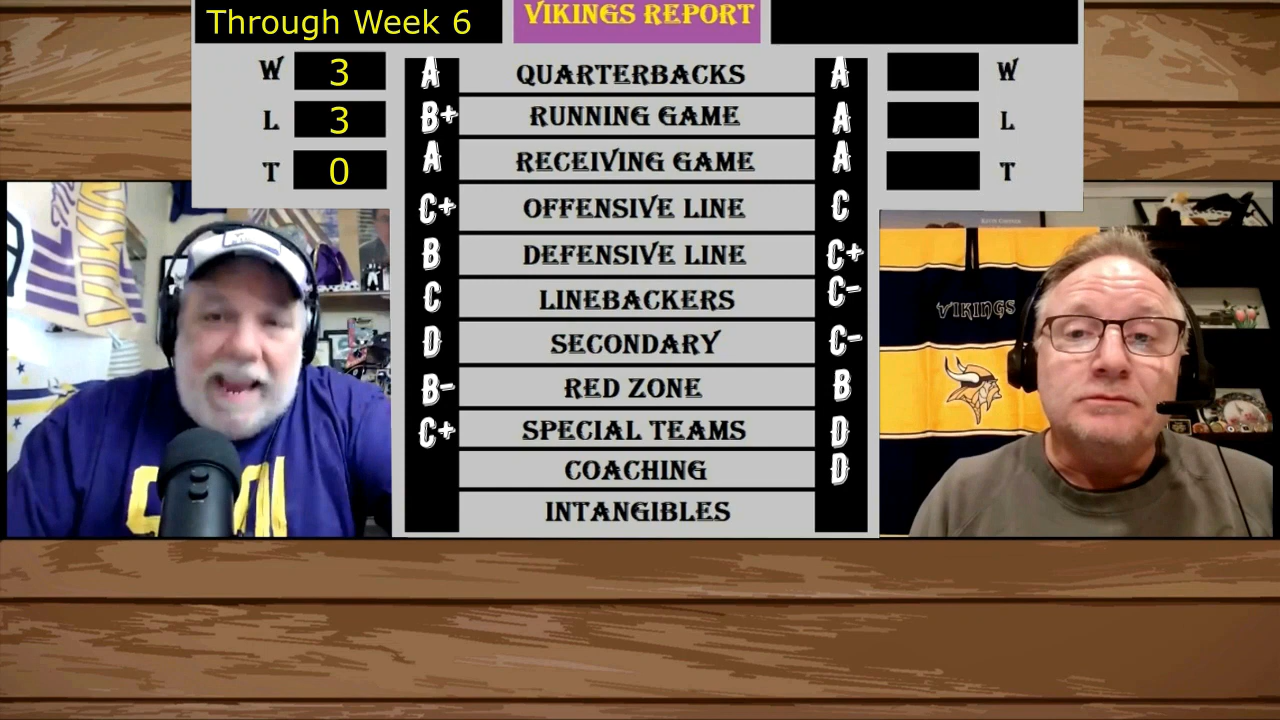 Through Week 6
VIKINGS REPORT
W 3
L 3
T 0
W
L
T
A QUARTERBACKS A
B+ RUNNING GAME A
A RECEIVING GAME A
C+ OFFENSIVE LINE C
B DEFENSIVE LINE C+
C LINEBACKERS C-
D SECONDARY C-
B- RED ZONE B
C+ SPECIAL TEAMS D
COACHING D
INTANGIBLES
VIKINGS